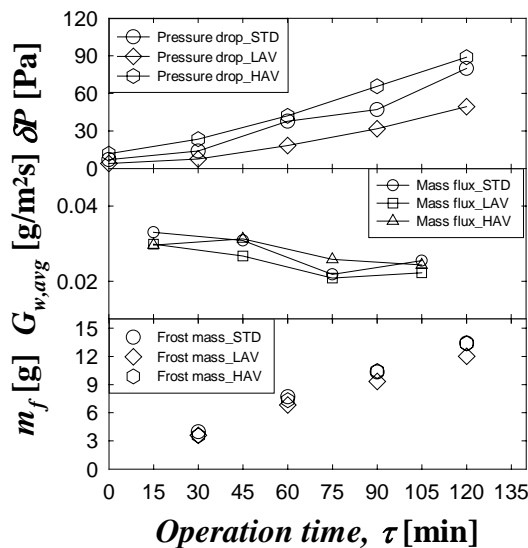 120
90
60
30
0
δP [Pa]
Pressure drop_STD
Pressure drop_LAV
Pressure drop_HAV
0.04
0.02
G_w,avg [g/m2s]
Mass flux_STD
Mass flux_LAV
Mass flux_HAV
15
12
9
6
3
0
m_f [g]
Frost mass_STD
Frost mass_LAV
Frost mass_HAV
0 15 30 45 60 75 90 105 120 135
Operation time, τ [min]